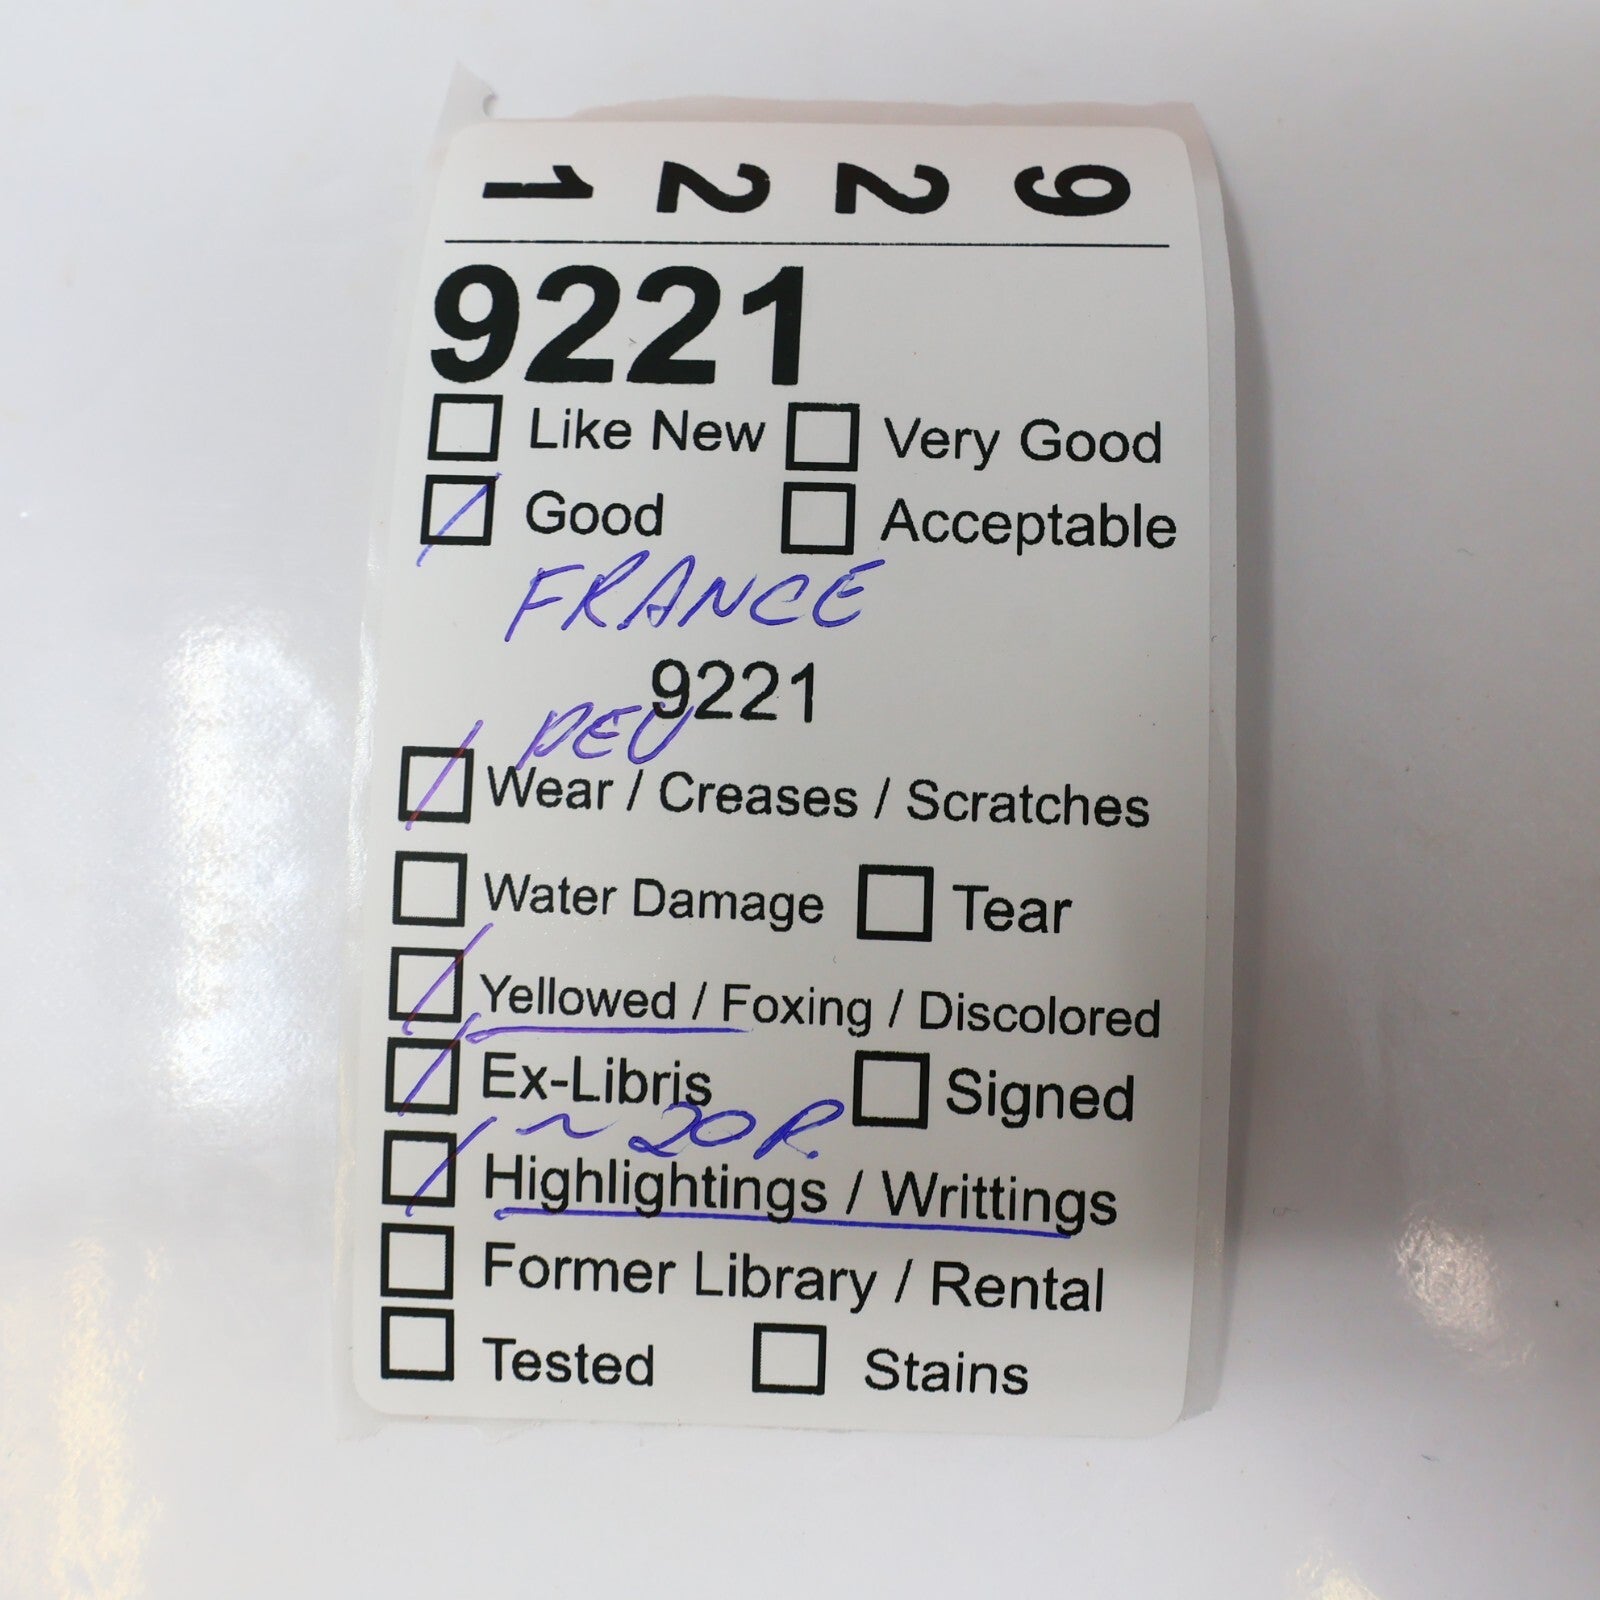 1 2 2 9
9221
Like New Very Good
Good Acceptable
FRANCE
9221
PEU
Wear / Creases / Scratches
Water Damage Tear
Yellowed / Foxing / Discolored
Ex-Libris Signed
~ 20 P.
Highlightings / Writtings
Former Library / Rental
Tested Stains